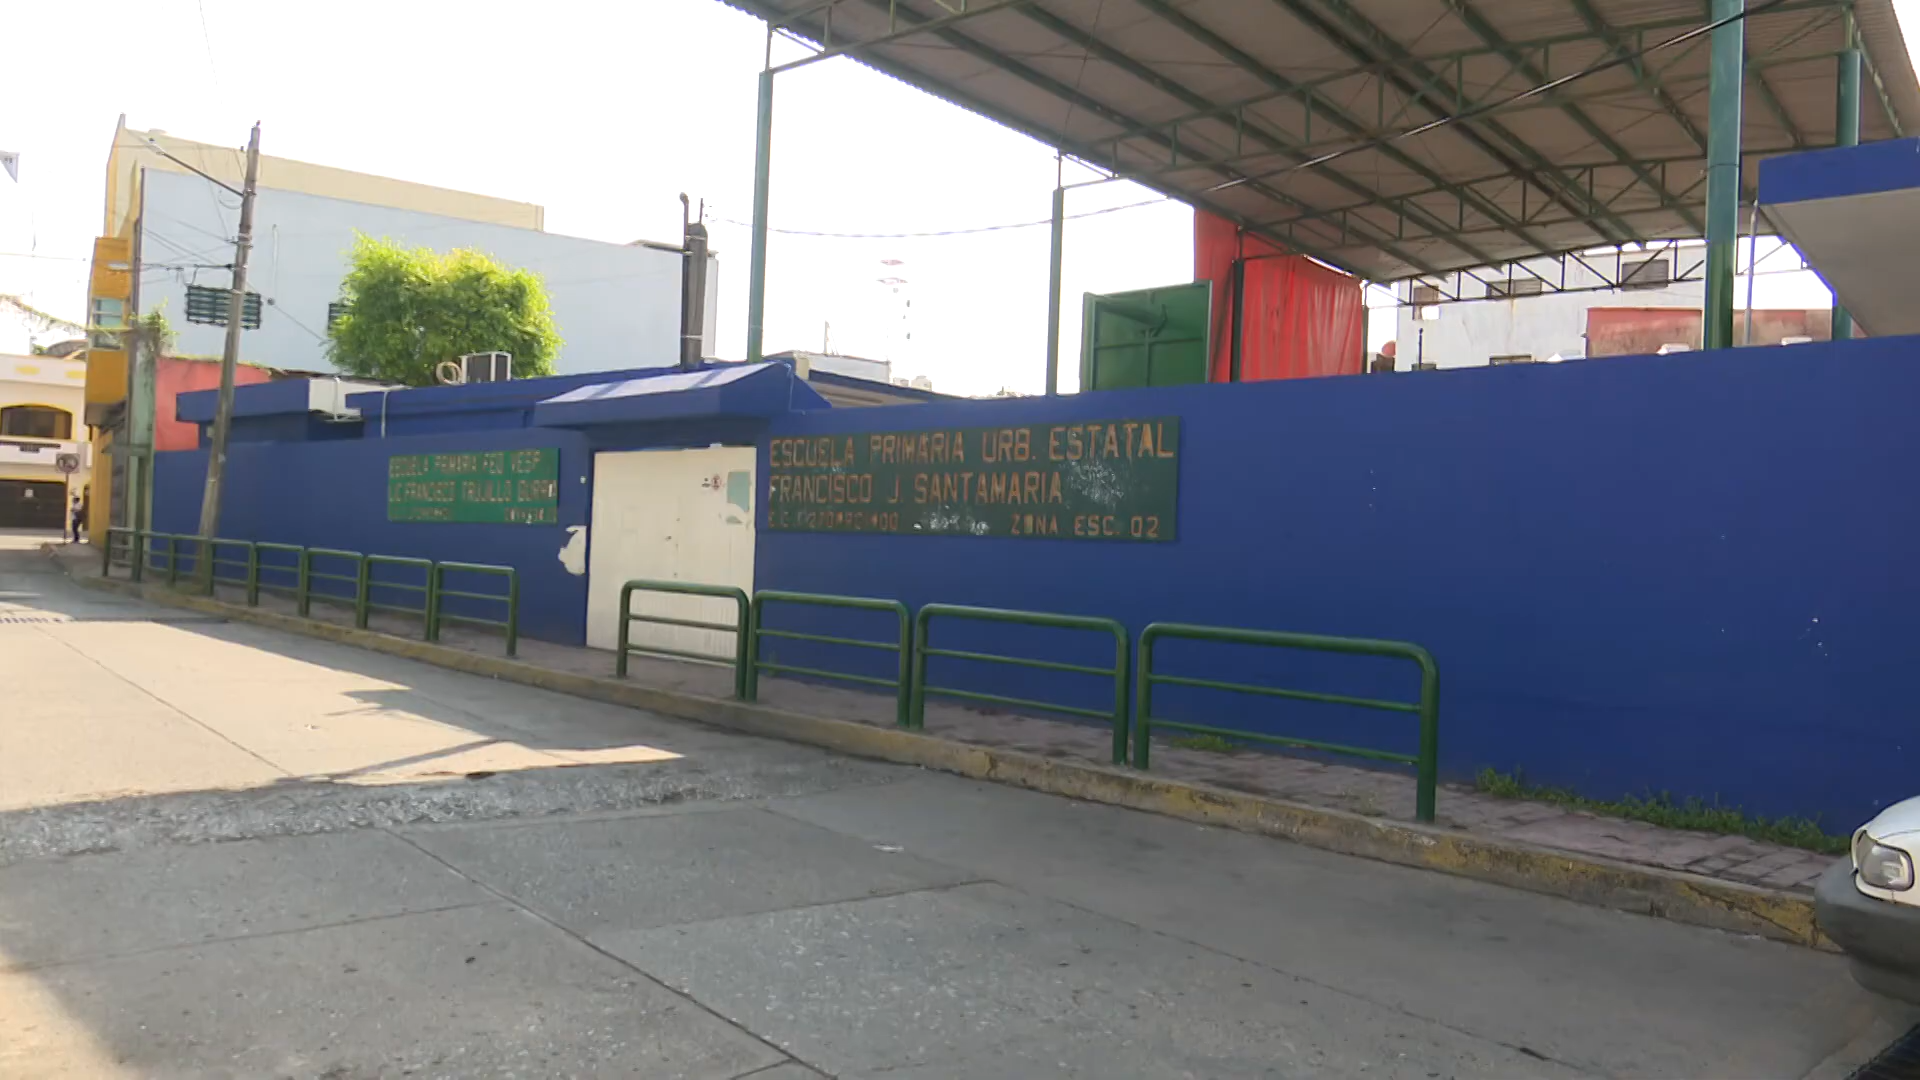 ESCUELA PRIMARIA FED. VESP.
LIC. FRANCISCO TRUJILLO GURRIA
ESCUELA PRIMARIA URB. ESTATAL
FRANCISCO J. SANTAMARIA
ZONA ESC. 02